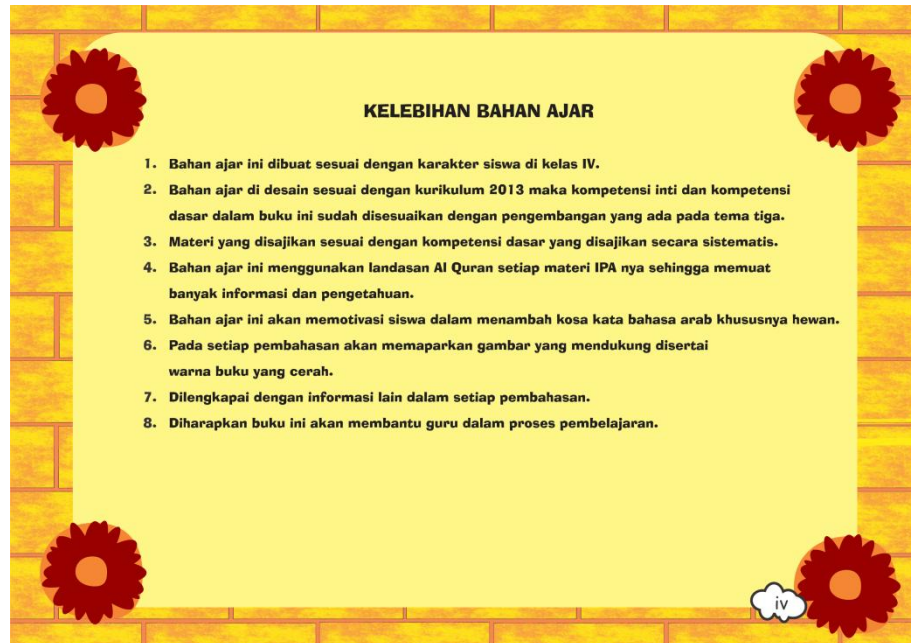 KELEBIHAN BAHAN AJAR
1. Bahan ajar ini dibuat sesuai dengan karakter siswa di kelas IV.
2. Bahan ajar di desain sesuai dengan kurikulum 2013 maka kompetensi inti dan kompetensi
dasar dalam buku ini sudah disesuaikan dengan pengembangan yang ada pada tema tiga.
3. Materi yang disajikan sesuai dengan kompetensi dasar yang disajikan secara sistematis.
4. Bahan ajar ini menggunakan landasan Al Quran setiap materi IPA nya sehingga memuat
banyak informasi dan pengetahuan.
5. Bahan ajar ini akan memotivasi siswa dalam menambah kosa kata bahasa arab khususnya hewan.
6. Pada setiap pembahasan akan memaparkan gambar yang mendukung disertai
warna buku yang cerah.
7. Dilengkapai dengan informasi lain dalam setiap pembahasan.
8. Diharapkan buku ini akan membantu guru dalam proses pembelajaran.
iv